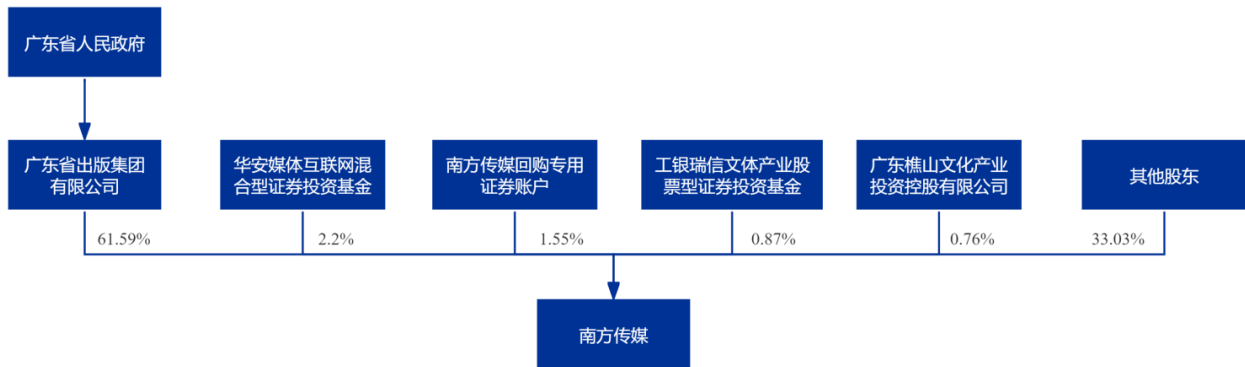 广东省人民政府
广东省出版集团
有限公司
华安媒体互联网混
合型证券投资基金
南方传媒回购专用
证券账户
工银瑞信文体产业股
票型证券投资基金
广东樵山文化产业
投资控股有限公司
其他股东
61.59%
2.2%
1.55%
0.87%
0.76%
33.03%
南方传媒